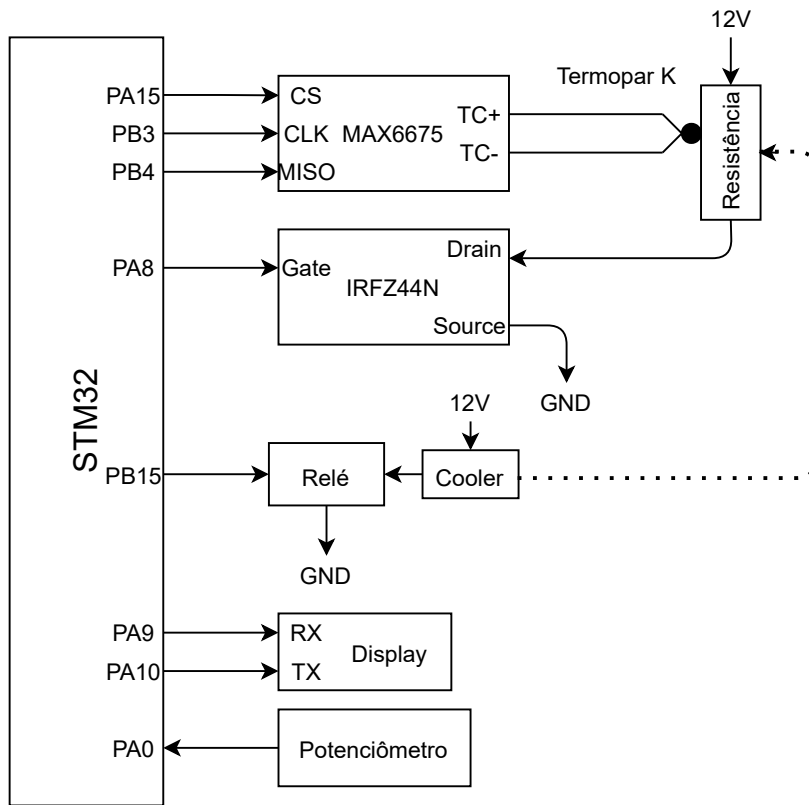 12V
Termopar K
PA15
CS
PB3
CLK
MAX6675
PB4
MISO
TC+
TC-
Resistência
PA8
Gate
IRFZ44N
Drain
Source
GND
STM32
12V
PB15
Relé
Cooler
GND
PA9
RX
PA10
TX
Display
PA0
Potenciômetro